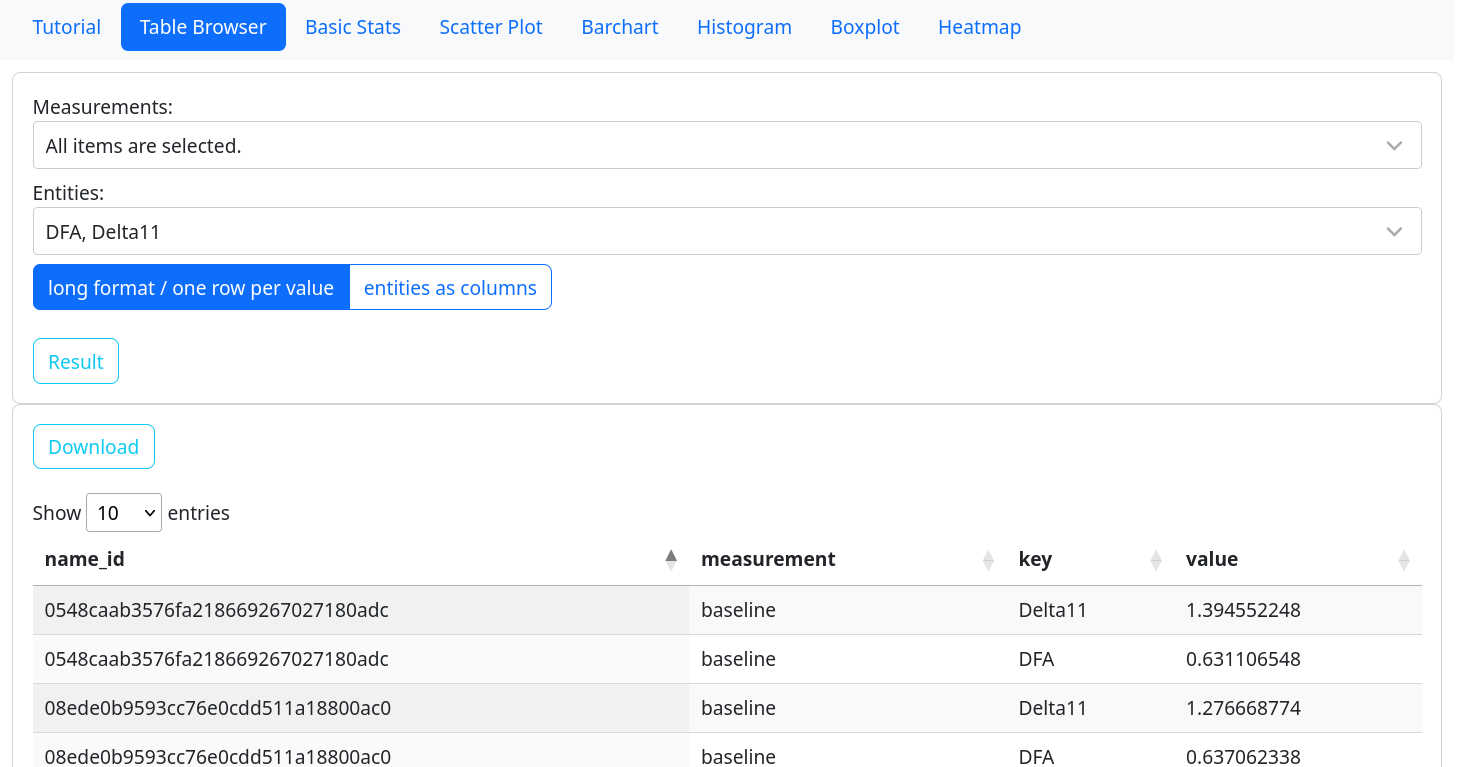 Tutorial Table Browser Basic Stats Scatter Plot Barchart Histogram Boxplot Heatmap
Measurements:
All items are selected.
Entities:
DFA, Delta11
long format / one row per value entities as columns
Result
Download
Show 10 entries
name_id measurement key value
0548caab3576fa218669267027180adc baseline Delta11 1.394552248
0548caab3576fa218669267027180adc baseline DFA 0.631106548
08ede0b9593cc76e0cdd511a18800ac0 baseline Delta11 1.276668774
08ede0b9593cc76e0cdd511a18800ac0 baseline DFA 0.637062338